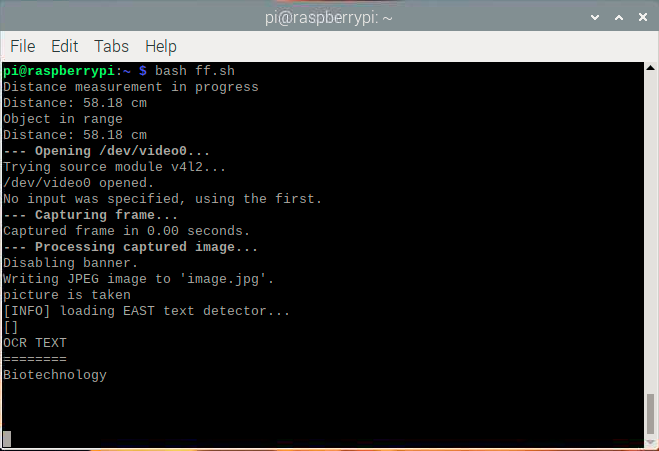 pi@raspberrypi: ~
File Edit Tabs Help
pi@raspberrypi:~ $ bash ff.sh
Distance measurement in progress
Distance: 58.18 cm
Object in range
Distance: 58.18 cm
--- Opening /dev/video0...
Trying source module v4l2...
/dev/video0 opened.
No input was specified, using the first.
--- Capturing frame...
Captured frame in 0.00 seconds.
--- Processing captured image...
Disabling banner.
Writing JPEG image to 'image.jpg'.
picture is taken
[INFO] loading EAST text detector...
[]
OCR TEXT
========
Biotechnology